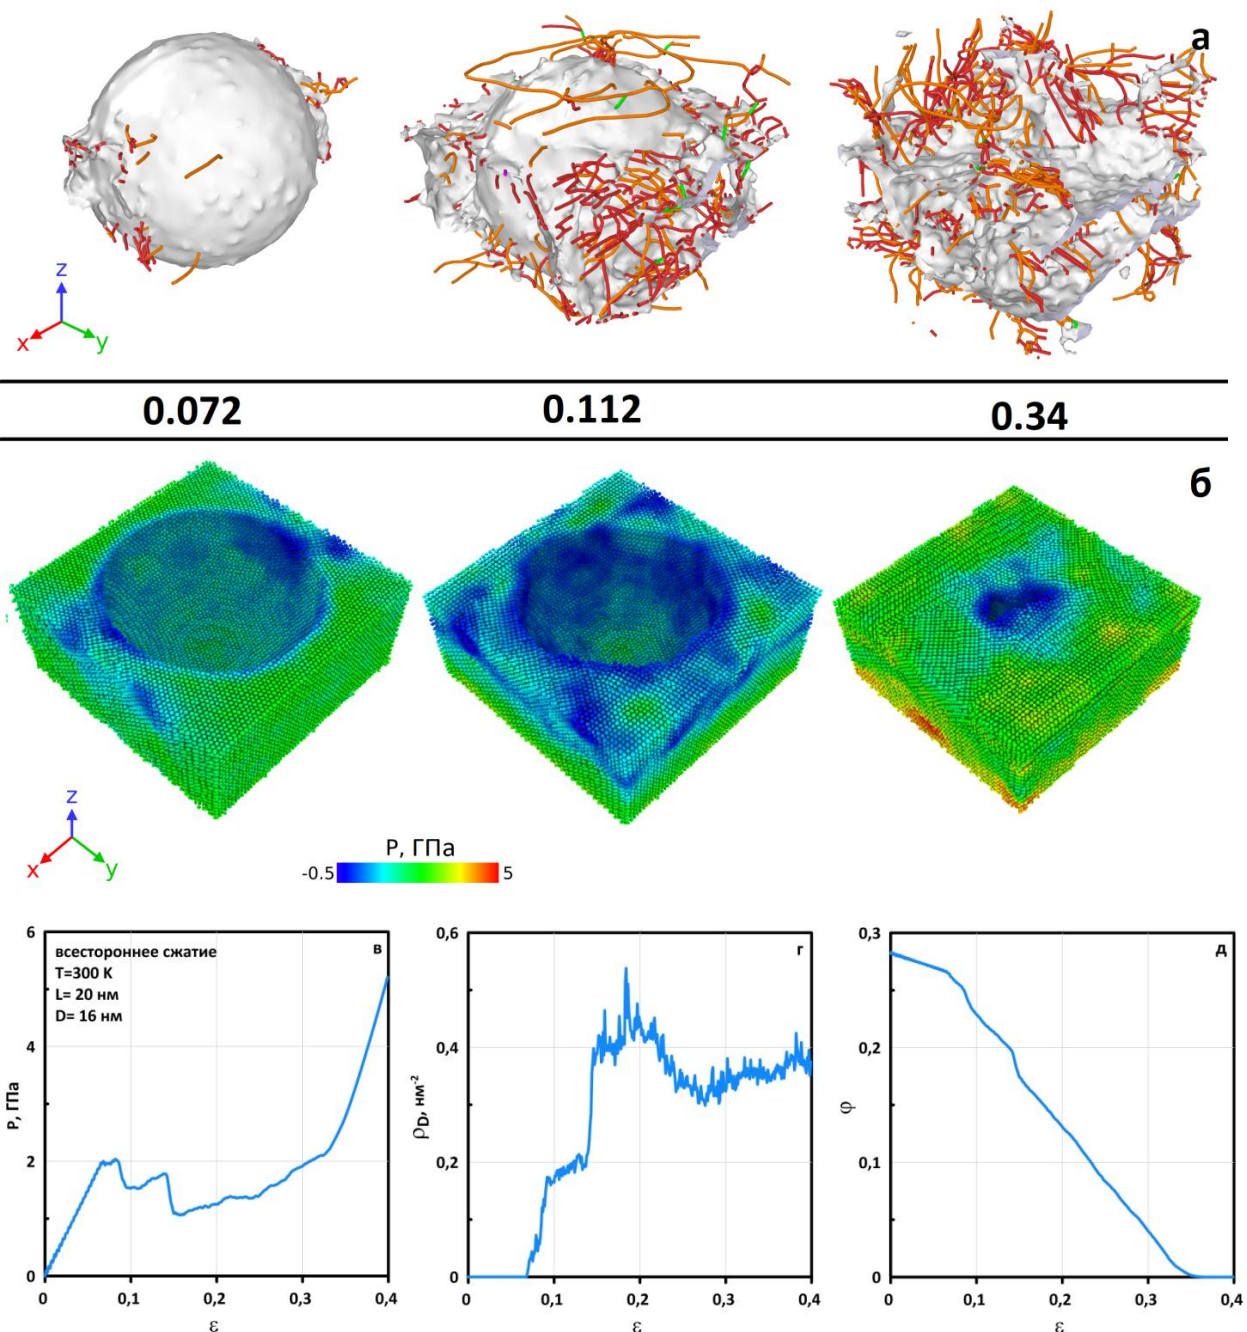 а
z
x
y
0.072
0.112
0.34
б
z
x
y
P, ГПа
-0.5
5
в
всестороннее сжатие
T=300 K
L= 20 нм
D= 16 нм
P, ГПа
6
4
2
0
0
0,1
0,2
0,3
0,4
ε
г
ρD, нм-2
0,6
0,4
0,2
0
0
0,1
0,2
0,3
0,4
ε
д
φ
0,3
0,2
0,1
0
0
0,1
0,2
0,3
0,4
ε